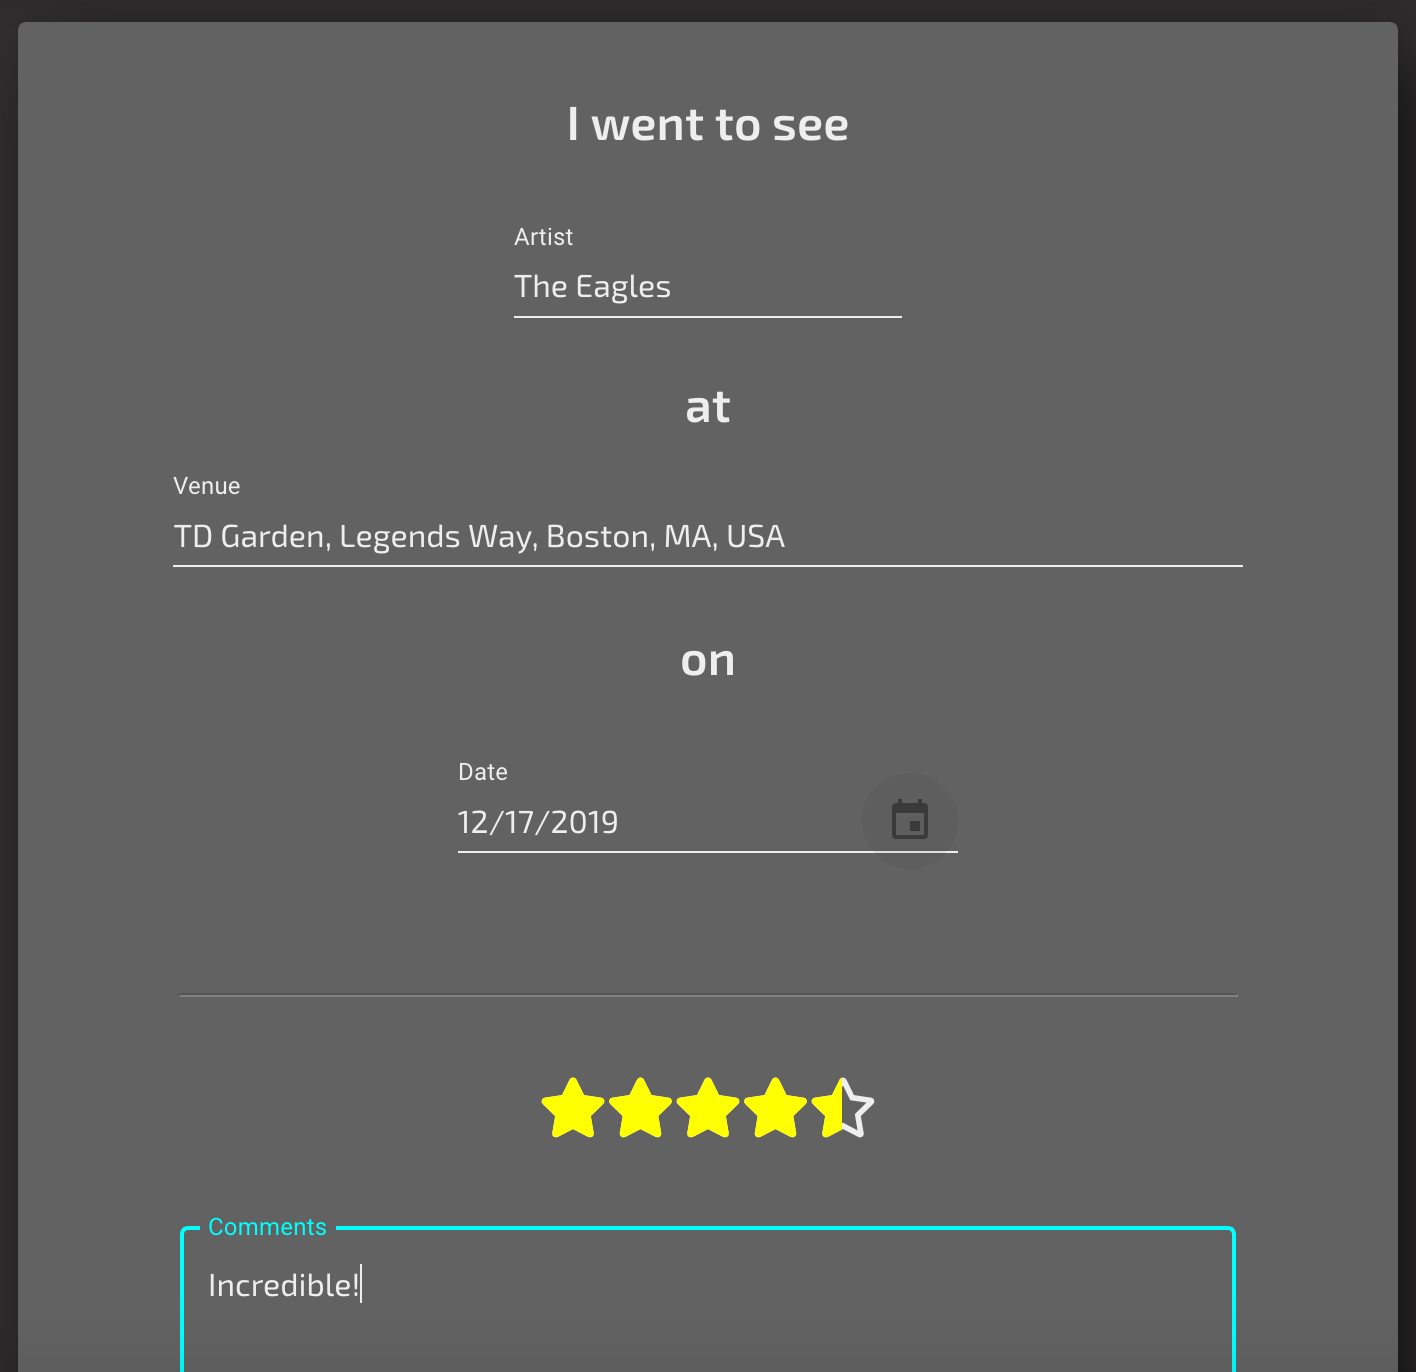 I went to see
Artist
The Eagles
at
Venue
TD Garden, Legends Way, Boston, MA, USA
on
Date
12/17/2019
Comments
Incredible!